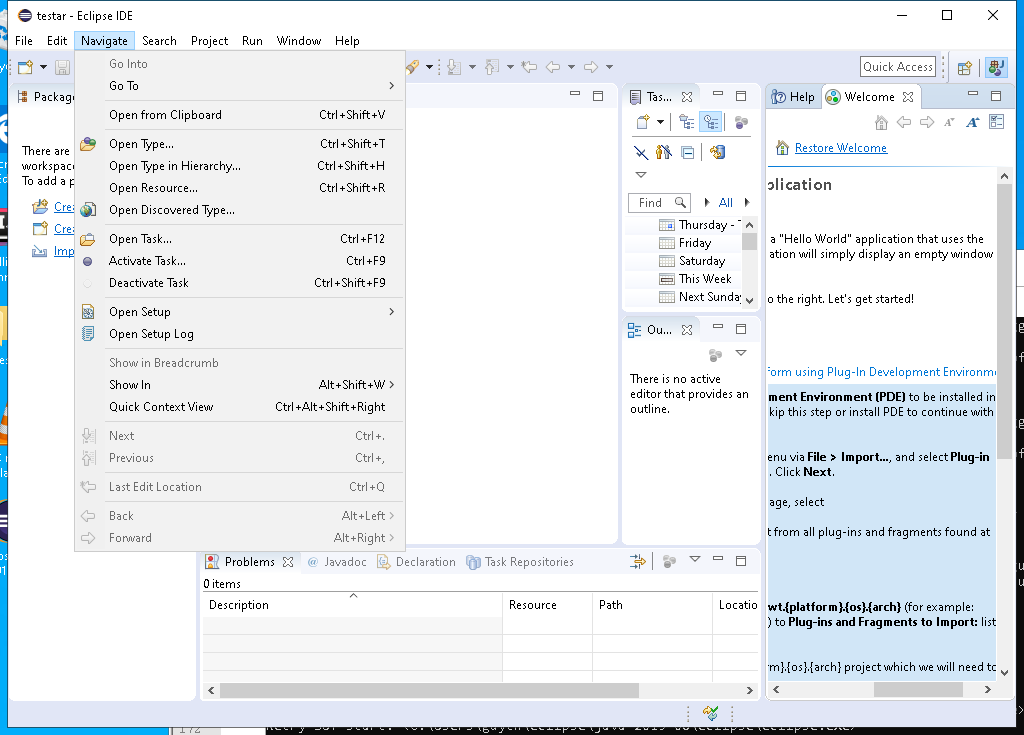 testar - Eclipse IDE
File Edit Navigate Search Project Run Window Help
Quick Access
Go Into
Go To
Open from Clipboard Ctrl+Shift+V
Open Type... Ctrl+Shift+T
Open Type in Hierarchy... Ctrl+Shift+H
Open Resource... Ctrl+Shift+R
Open Discovered Type...
Open Task... Ctrl+F12
Activate Task... Ctrl+F9
Deactivate Task Ctrl+Shift+F9
Open Setup
Open Setup Log
Show in Breadcrumb
Show In Alt+Shift+W
Quick Context View Ctrl+Alt+Shift+Right
Next Ctrl+.
Previous Ctrl+,
Last Edit Location Ctrl+Q
Back Alt+Left
Forward Alt+Right
Packag
There are
workspac
To add a p
Crea
Crea
Imp
Tas...
Find All
Thursday -
Friday
Saturday
This Week
Next Sunday
Ou...
There is no active
editor that provides an
outline.
Help Welcome
Restore Welcome
plication
a "Hello World" application that uses the
ation will simply display an empty window
o the right. Let's get started!
form using Plug-In Development Environme
ment Environment (PDE) to be installed in
kip this step or install PDE to continue with
enu via File > Import..., and select Plug-in
. Click Next.
age, select
t from all plug-ins and fragments found at
wt.{platform}.{os}.{arch} (for example:
) to Plug-ins and Fragments to Import: list
rm}.{os}.{arch} project which we will need to
Problems Javadoc Declaration Task Repositories
0 items
Description Resource Path Locatio
172